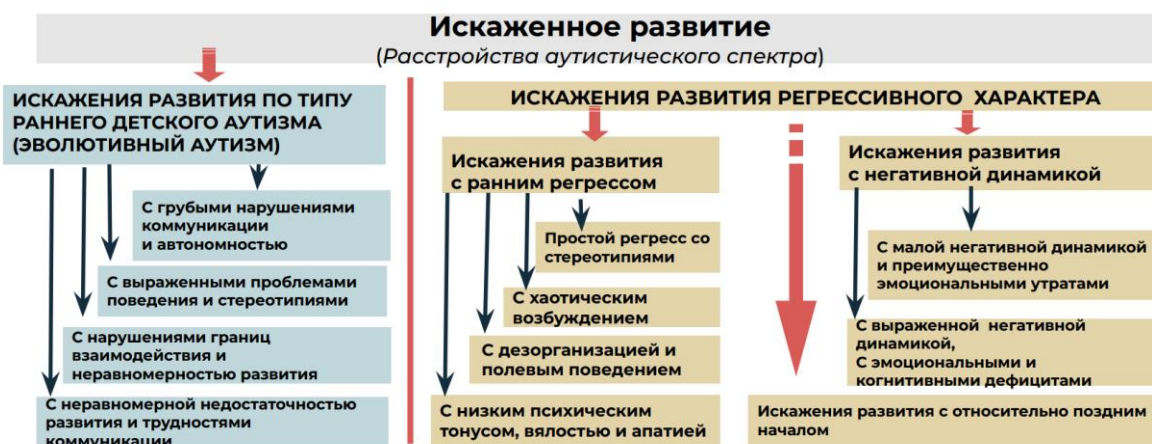 Искаженное развитие
(Расстройства аутистического спектра)
ИСКАЖЕНИЯ РАЗВИТИЯ ПО ТИПУ
РАННЕГО ДЕТСКОГО АУТИЗМА
(ЭВОЛЮТИВНЫЙ АУТИЗМ)
С грубыми нарушениями
коммуникации
и автономностью
С выраженными проблемами
поведения и стереотипиями
С нарушениями границ
взаимодействия и
неравномерностью развития
С неравномерной недостаточностью
развития и трудностями
коммуникации
ИСКАЖЕНИЯ РАЗВИТИЯ РЕГРЕССИВНОГО ХАРАКТЕРА
Искажения развития
с ранним регрессом
Простой регресс со
стереотипиями
С хаотическим
возбуждением
С дезорганизацией и
полевым поведением
С низким психическим
тонусом, вялостью и апатией
Искажения развития
с негативной динамикой
С малой негативной динамикой
и преимущественно
эмоциональными утратами
С выраженной негативной
динамикой,
С эмоциональными и
когнитивными дефицитами
Искажения развития с относительно поздним
началом